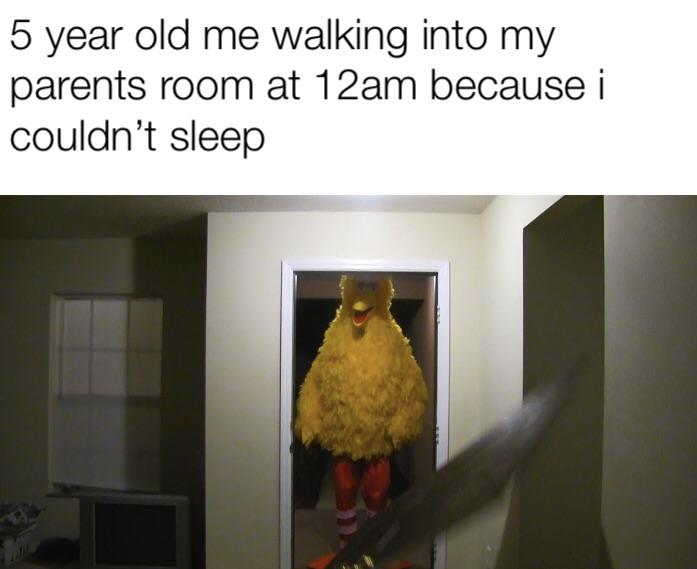 5 year old me walking into my
parents room at 12am because i
couldn't sleep